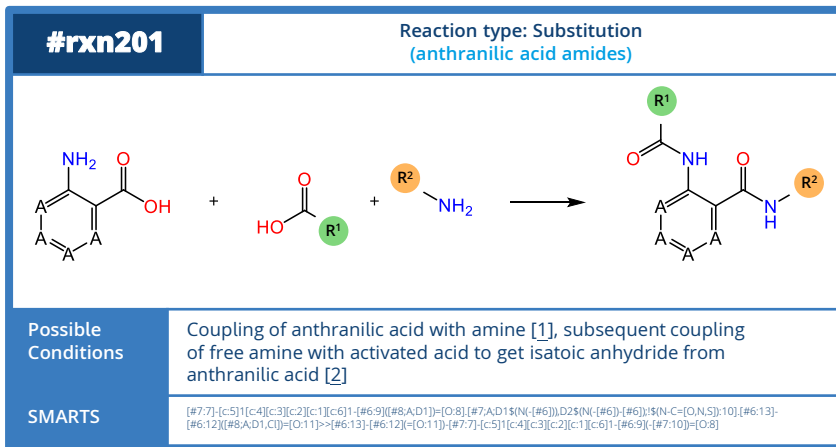 #rxn201
Reaction type: Substitution
(anthranilic acid amides)
R¹
NH₂
O
OH
A
A
A
A
+
O
HO
R¹
+
R²
NH₂
O
NH
O
R²
N
H
A
A
A
A
Possible
Conditions
Coupling of anthranilic acid with amine [1], subsequent coupling
of free amine with activated acid to get isatoic anhydride from
anthranilic acid [2]
SMARTS
[#7:7]-[c:5]1[c:4][c:3][c:2][c:1][c:6]1-[#6:9]([#8;A;D1])=[O:8].[#7;A;D1$(N(-[#6])),D2$(N(-[#6])-[#6]);!$(N-C=[O,N,S]):10].[#6:13]-
[#6:12]([#8;A;D1,Cl])=[O:11]>>[#6:13]-[#6:12](=[O:11])-[#7:7]-[c:5]1[c:4][c:3][c:2][c:1][c:6]1-[#6:9](-[#7:10])=[O:8]